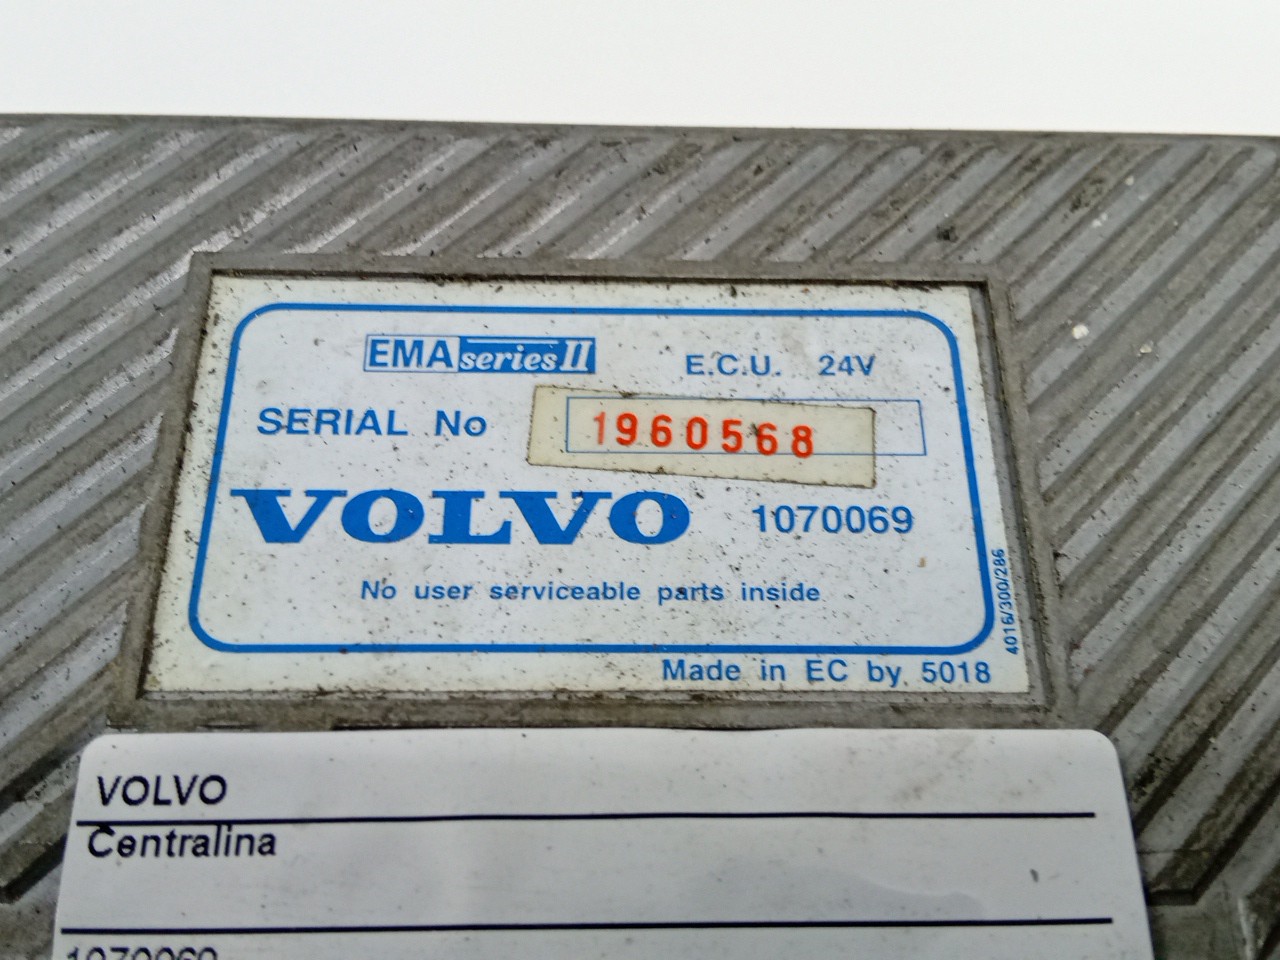 EMA series II E.C.U. 24V
SERIAL No 1960568
VOLVO 1070069
No user serviceable parts inside
4016/300/286
Made in EC by 5018
VOLVO
Centralina
1070069